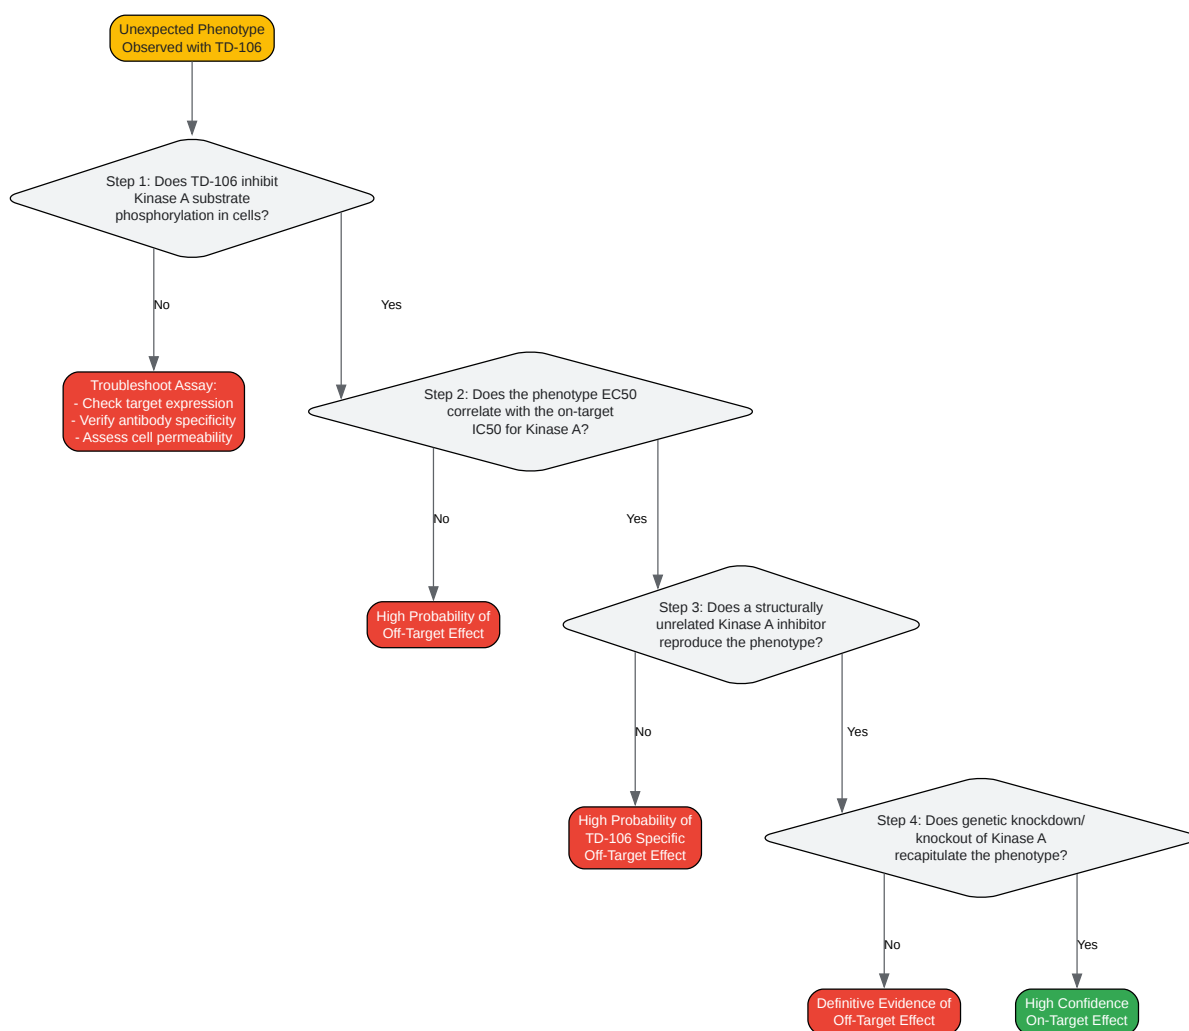 Unexpected Phenotype
Observed with TD-106
Step 1: Does TD-106 inhibit
Kinase A substrate
phosphorylation in cells?
No
Yes
Troubleshoot Assay:
- Check target expression
- Verify antibody specificity
- Assess cell permeability
Step 2: Does the phenotype EC50
correlate with the on-target
IC50 for Kinase A?
No
Yes
High Probability of
Off-Target Effect
Step 3: Does a structurally
unrelated Kinase A inhibitor
reproduce the phenotype?
No
Yes
High Probability of
TD-106 Specific
Off-Target Effect
Step 4: Does genetic knockdown/
knockout of Kinase A
recapitulate the phenotype?
No
Yes
Definitive Evidence of
Off-Target Effect
High Confidence
On-Target Effect